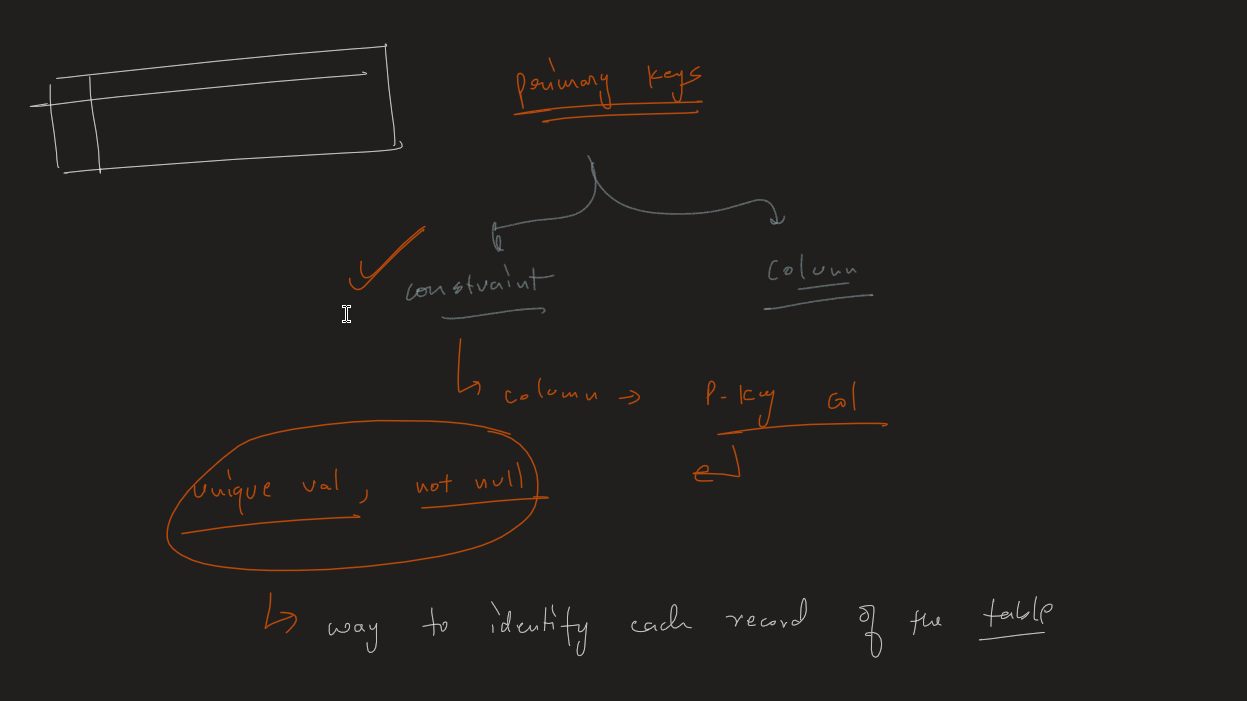 primary keys
constraint
column
column → P-key col
unique val, not null
↳ way to identify each record of the table